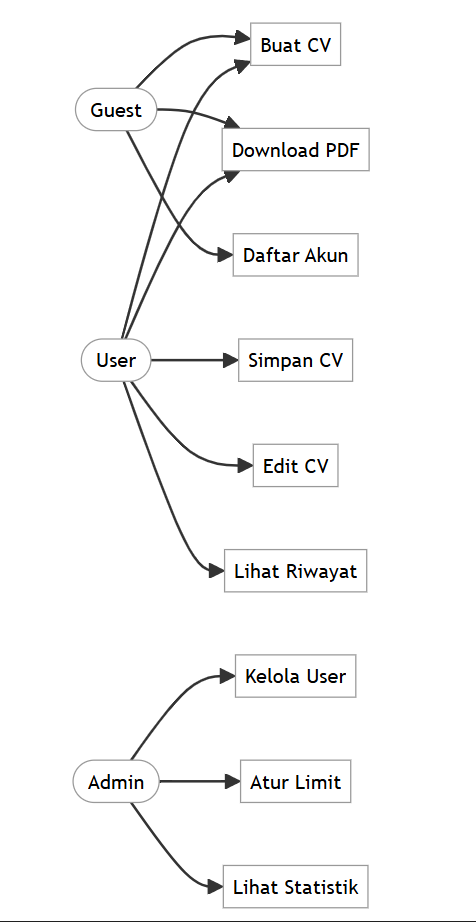 Buat CV
Guest
Download PDF
Daftar Akun
User
Simpan CV
Edit CV
Lihat Riwayat
Kelola User
Admin
Atur Limit
Lihat Statistik